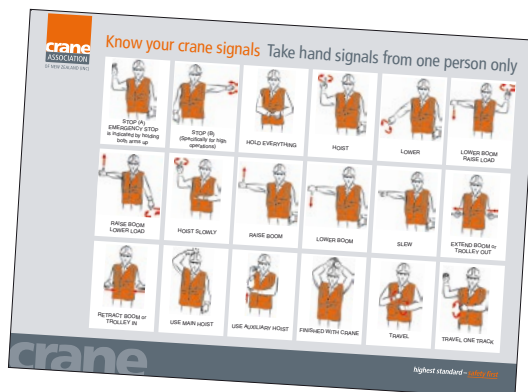 crane
ASSOCIATION
OF NEW ZEALAND (INC)
Know your crane signals Take hand signals from one person only
STOP (A)
EMERGENCY STOP
is indicated by holding
both arms up
STOP (B)
(Specifically for high
operations)
HOLD EVERYTHING
HOIST
LOWER
LOWER BOOM
RAISE LOAD
RAISE BOOM
LOWER LOAD
HOIST SLOWLY
RAISE BOOM
LOWER BOOM
SLEW
EXTEND BOOM or
TROLLEY OUT
RETRACT BOOM or
TROLLEY IN
USE MAIN HOIST
USE AUXILIARY HOIST
FINISHED WITH CRANE
TRAVEL
TRAVEL ONE TRACK
crane
highest standard – safety first